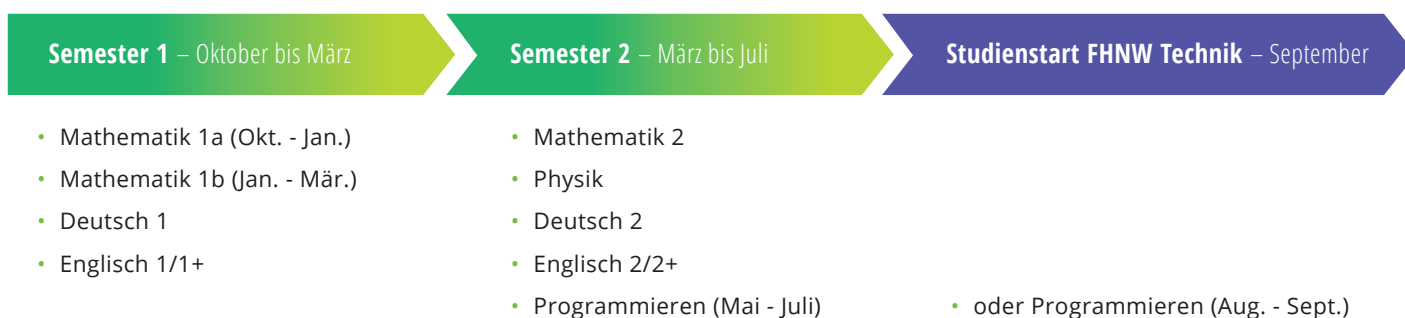 Semester 1 – Oktober bis März
Semester 2 – März bis Juli
Studienstart FHNW Technik – September
• Mathematik 1a (Okt. - Jan.)
• Mathematik 1b (Jan. - Mär.)
• Deutsch 1
• Englisch 1/1+
• Mathematik 2
• Physik
• Deutsch 2
• Englisch 2/2+
• Programmieren (Mai - Juli)
• oder Programmieren (Aug. - Sept.)